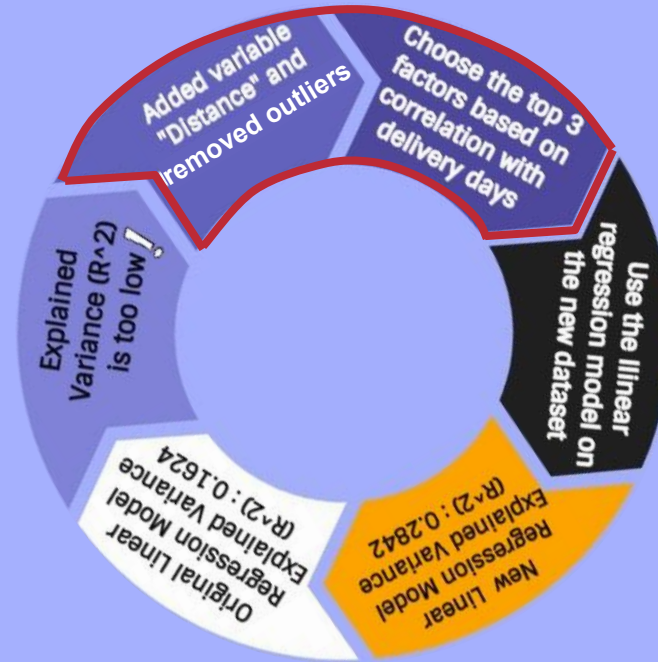 Original Linear
Regression Model
Explained Variance
(R^2) : 0.1624
Explained
Variance (R^2)
is too low!
Added variable
"Distance" and
removed outliers
Choose the top 3
factors based on
correlation with
delivery days
Use the llinear
regression model on
the new dataset
New Linear
Regression Model
Explained Variance
(R^2) : 0.2842